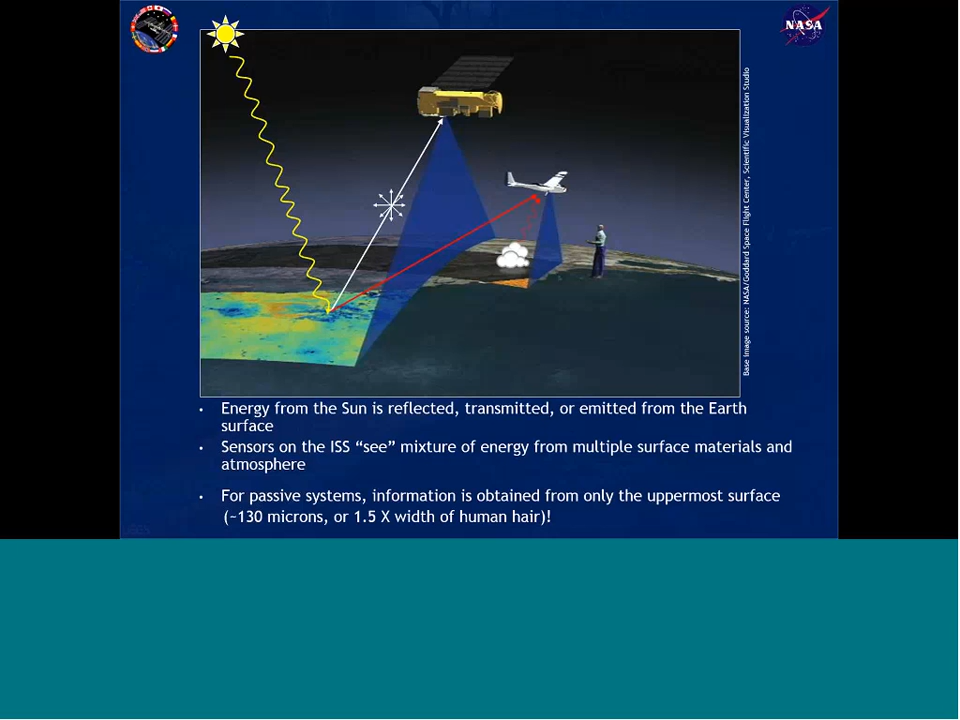 NASA
Base image source: NASA/Goddard Space Flight Center, Scientific Visualization Studio
• Energy from the Sun is reflected, transmitted, or emitted from the Earth
surface
• Sensors on the ISS “see” mixture of energy from multiple surface materials and
atmosphere
• For passive systems, information is obtained from only the uppermost surface
(~130 microns, or 1.5 X width of human hair)!